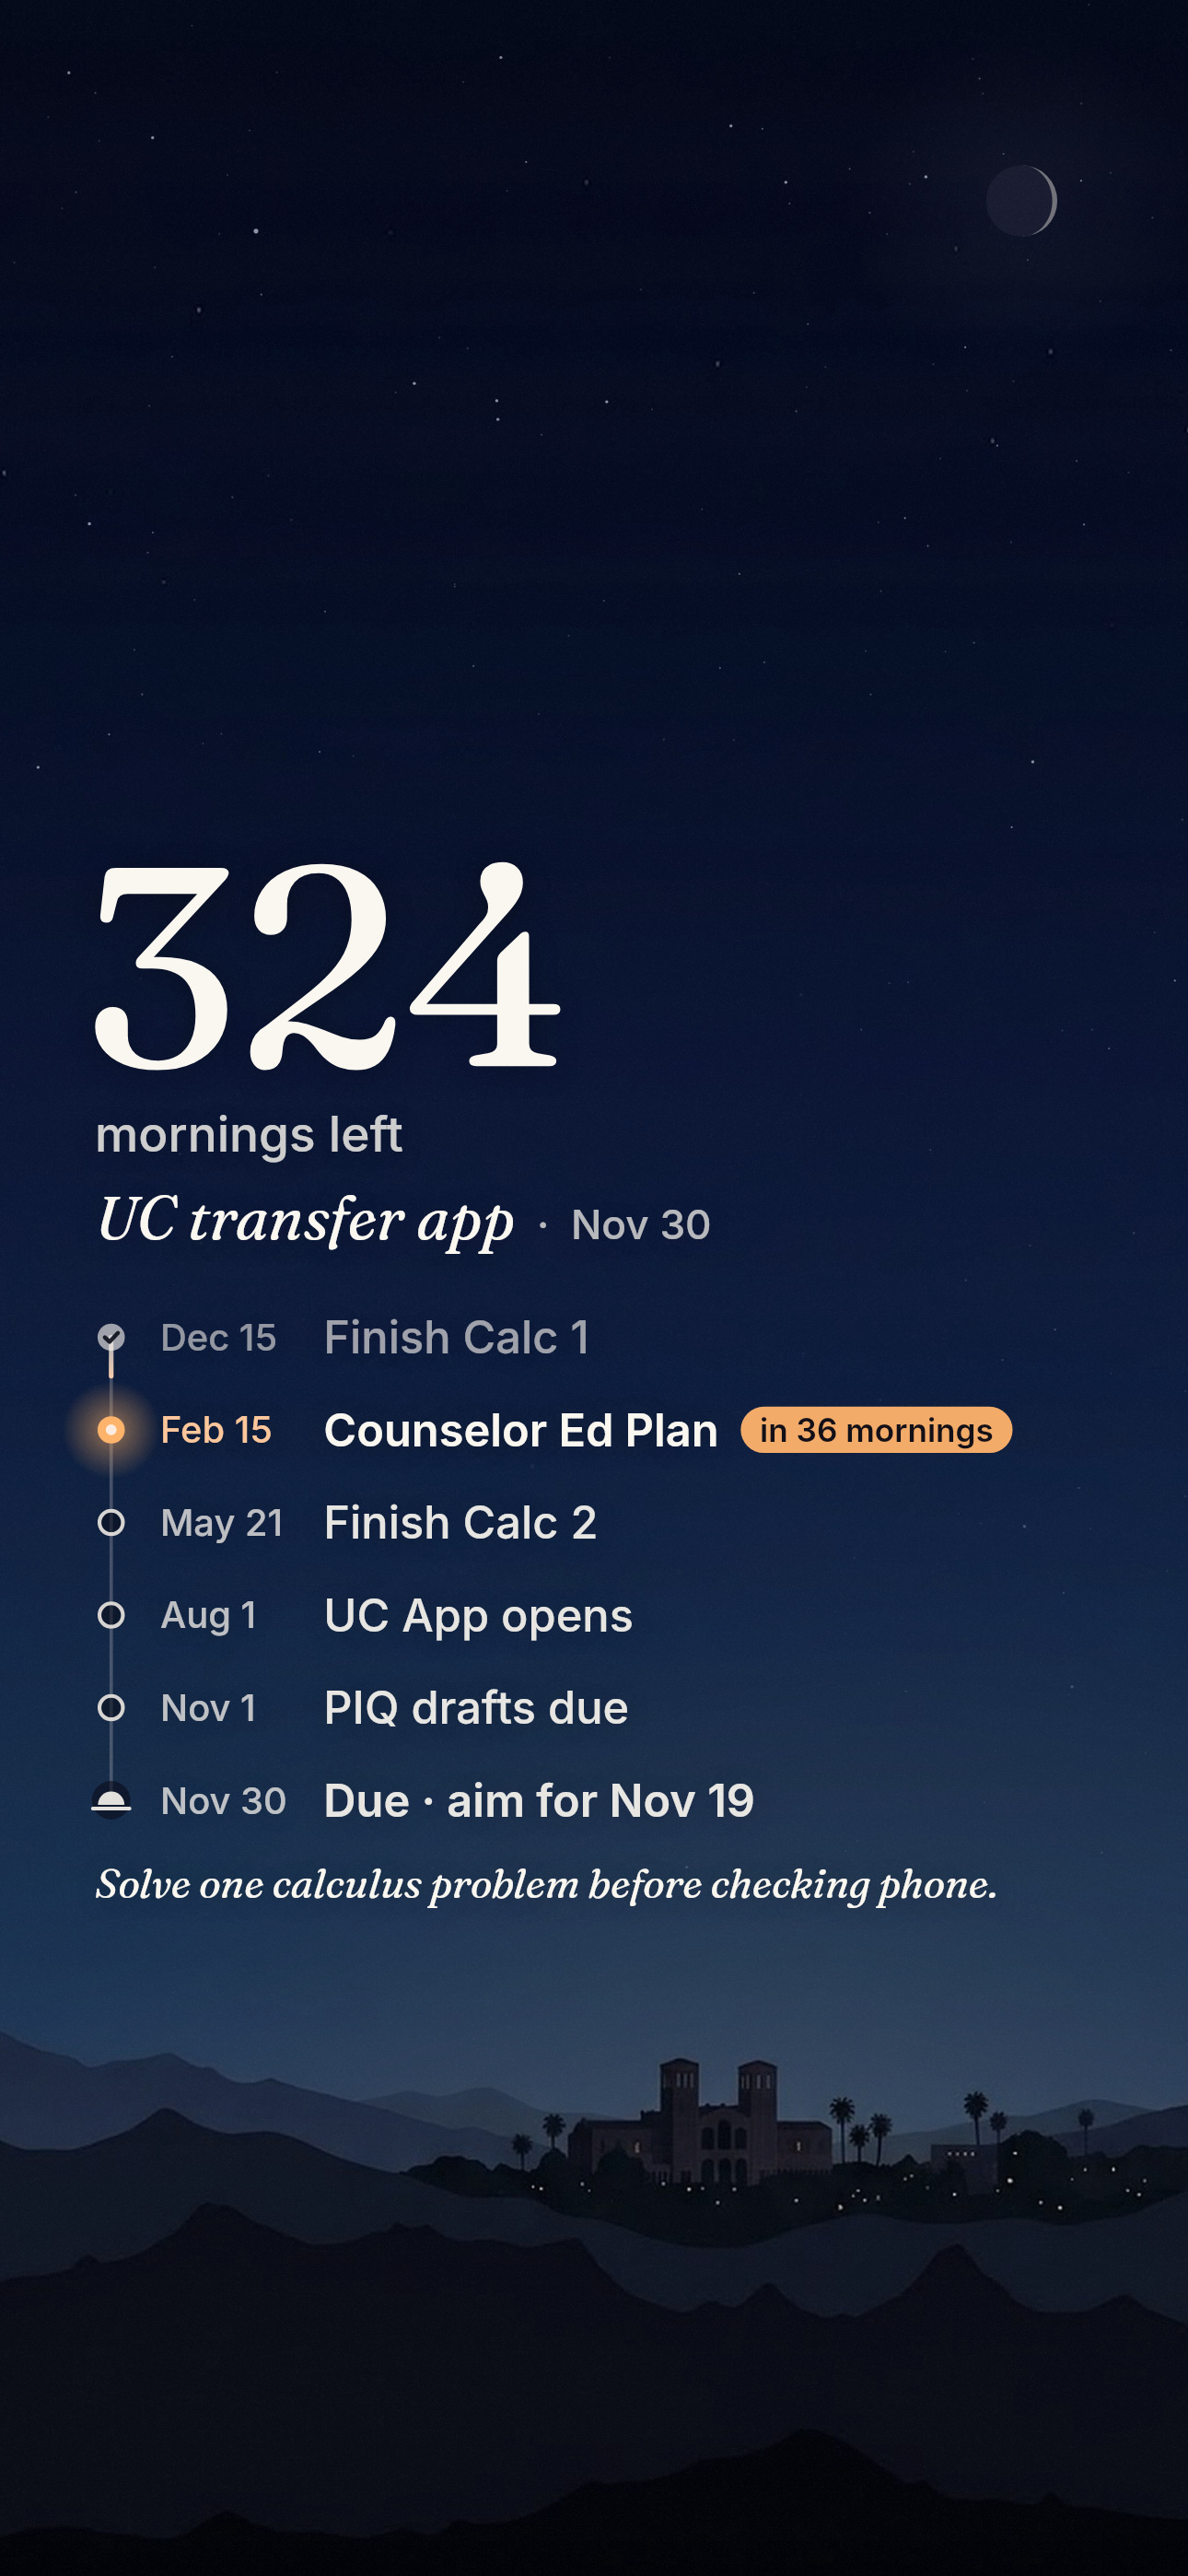 324
mornings left
UC transfer app · Nov 30
Dec 15 Finish Calc 1
Feb 15 Counselor Ed Plan in 36 mornings
May 21 Finish Calc 2
Aug 1 UC App opens
Nov 1 PIQ drafts due
Nov 30 Due · aim for Nov 19
Solve one calculus problem before checking phone.